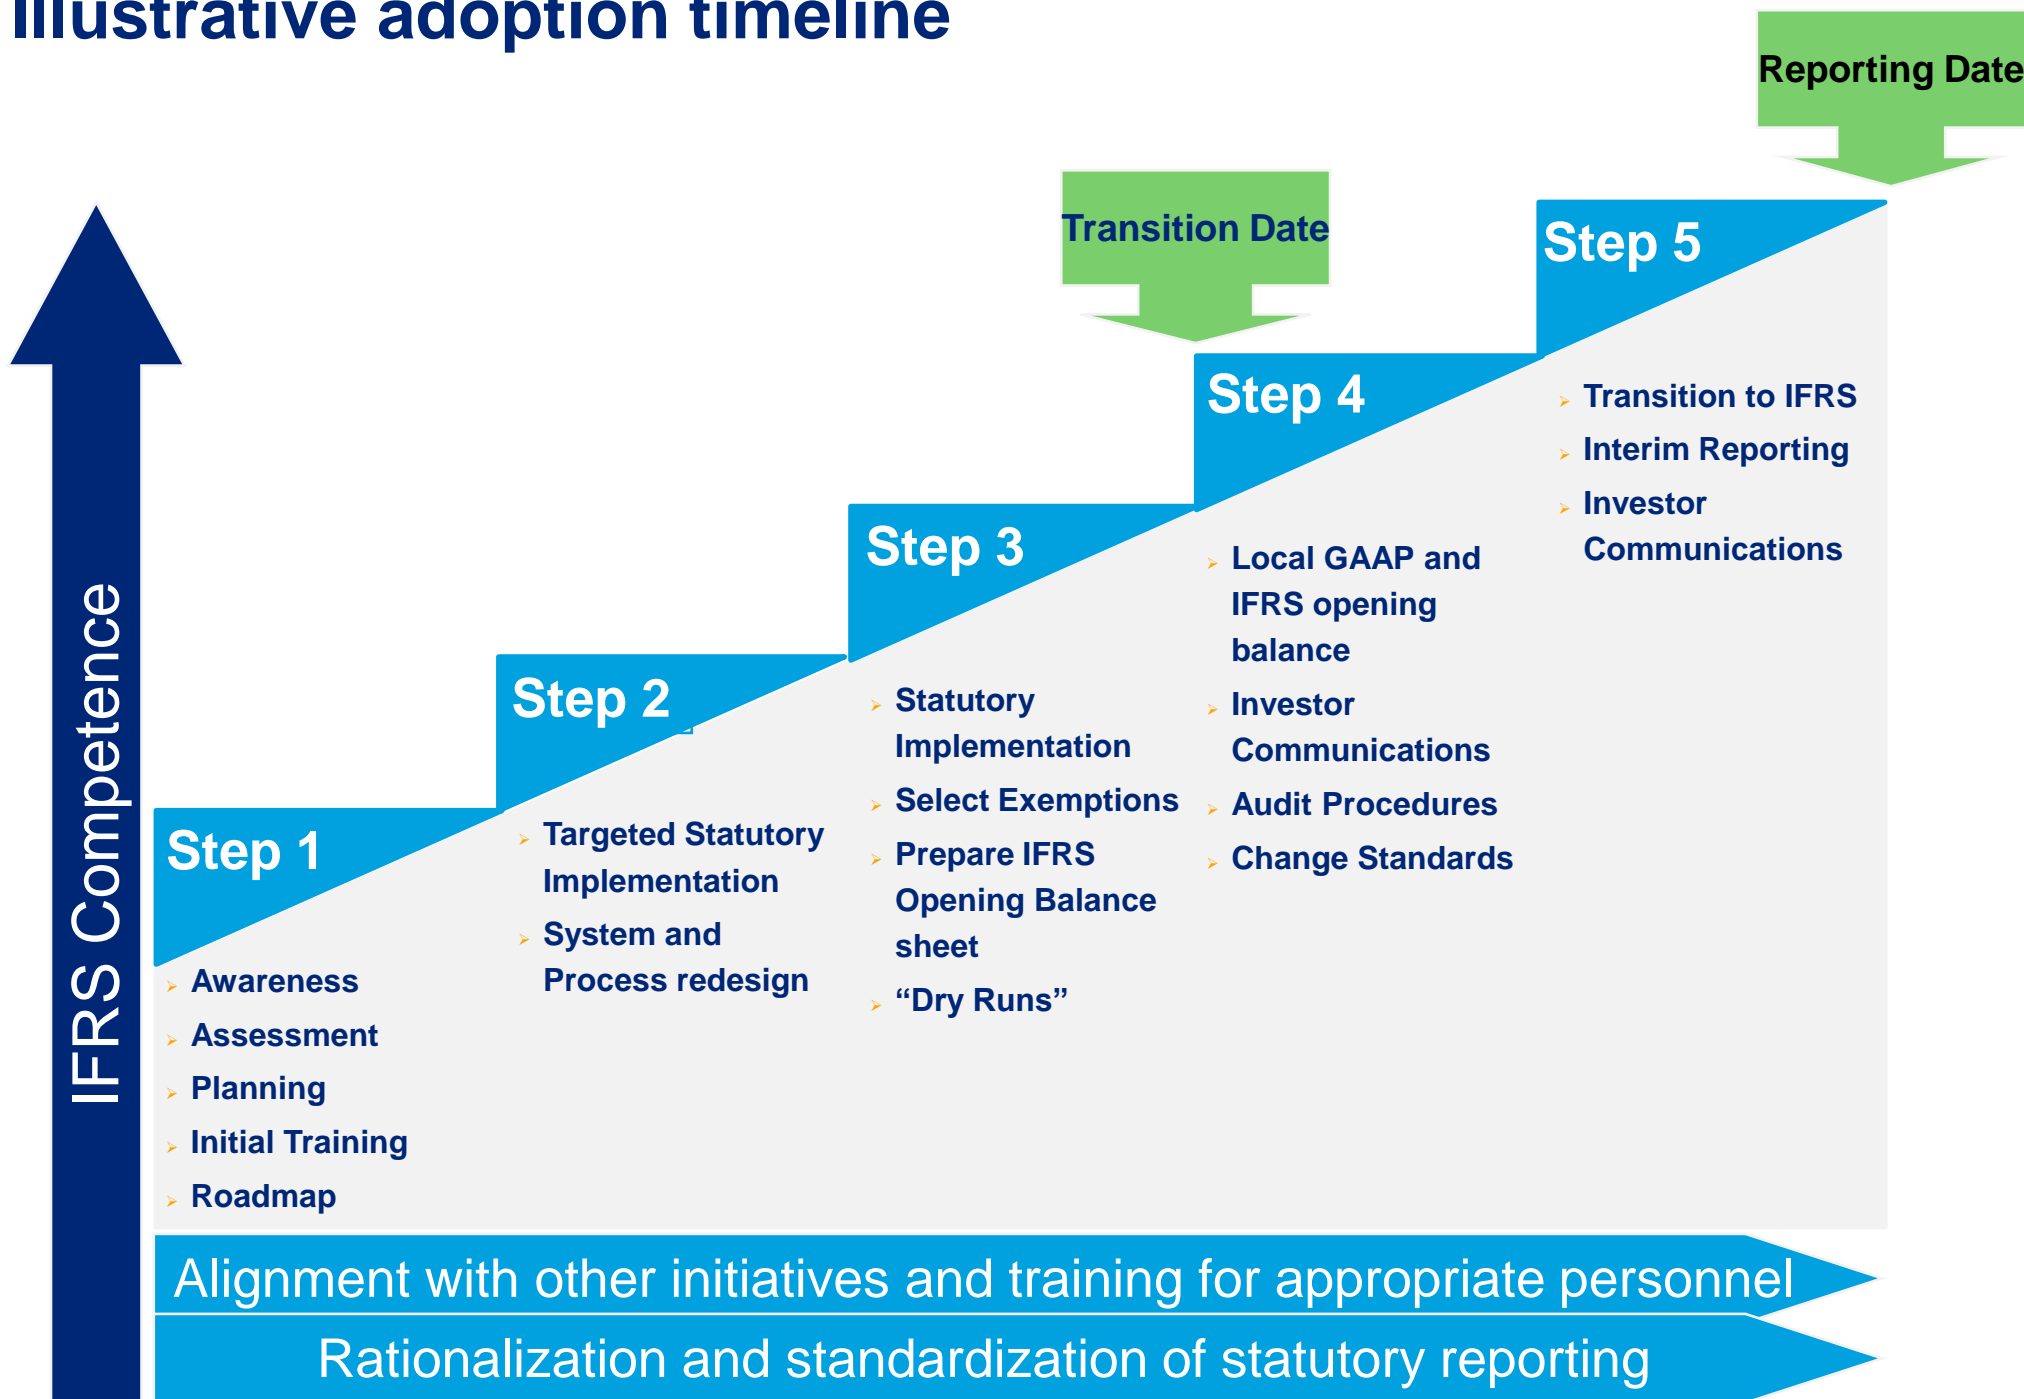 Illustrative adoption timeline
Reporting Date
Transition Date
Step 5
Step 4
Step 3
Step 2
Step 1
IFRS Competence
Awareness
Assessment
Planning
Initial Training
Roadmap
Targeted Statutory
Implementation
System and
Process redesign
Statutory
Implementation
Select Exemptions
Prepare IFRS
Opening Balance
sheet
“Dry Runs”
Local GAAP and
IFRS opening
balance
Investor
Communications
Audit Procedures
Change Standards
Transition to IFRS
Interim Reporting
Investor
Communications
Alignment with other initiatives and training for appropriate personnel
Rationalization and standardization of statutory reporting